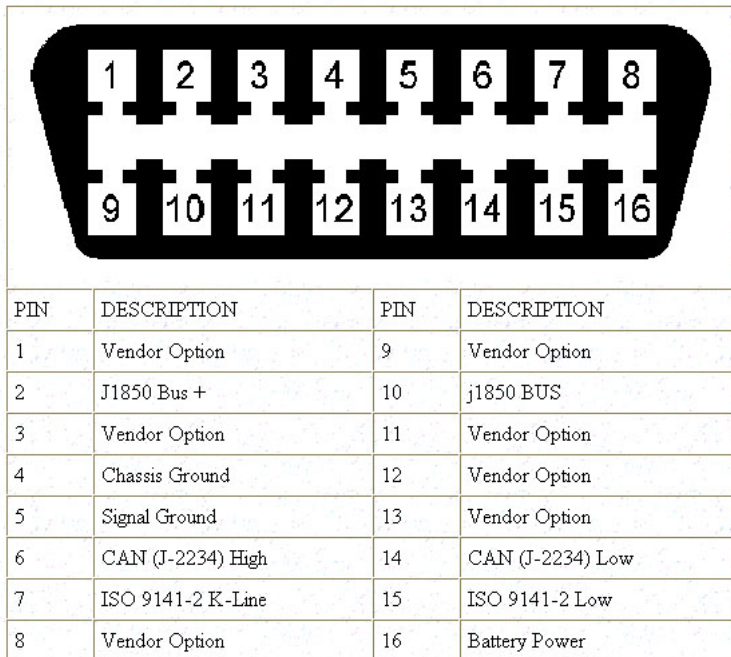 1 2 3 4 5 6 7 8
9 10 11 12 13 14 15 16
PIN DESCRIPTION PIN DESCRIPTION
1 Vendor Option 9 Vendor Option
2 J1850 Bus + 10 j1850 BUS
3 Vendor Option 11 Vendor Option
4 Chassis Ground 12 Vendor Option
5 Signal Ground 13 Vendor Option
6 CAN (J-2234) High 14 CAN (J-2234) Low
7 ISO 9141-2 K-Line 15 ISO 9141-2 Low
8 Vendor Option 16 Battery Power